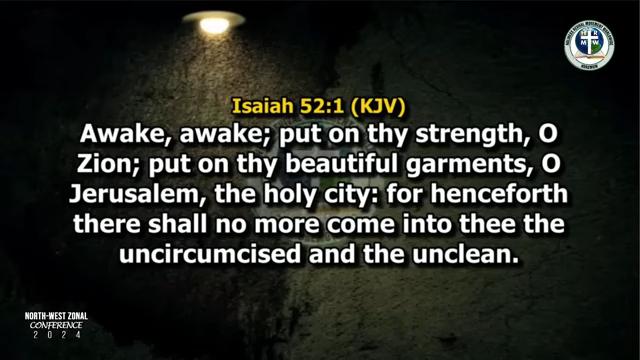 Isaiah 52:1 (KJV)
Awake, awake; put on thy strength, O
Zion; put on thy beautiful garments, O
Jerusalem, the holy city: for henceforth
there shall no more come into thee the
uncircumcised and the unclean.
NORTH-WEST ZONAL
CONFERENCE
2 0 2 4